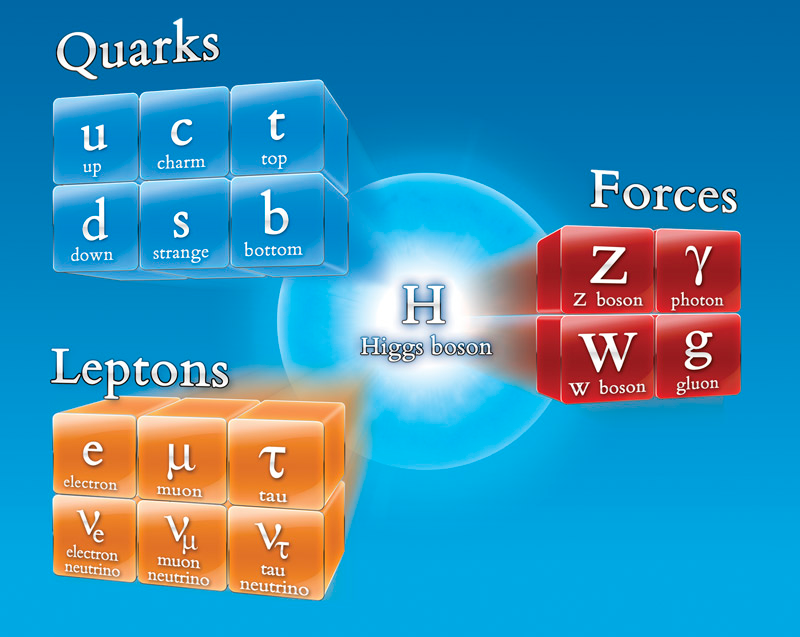 Quarks
u c t
up charm top
d s b
down strange bottom
Forces
Z γ
Z boson photon
W g
W boson gluon
H
Higgs boson
Leptons
e μ τ
electron muon tau
νe νμ ντ
electron neutrino muon neutrino tau neutrino